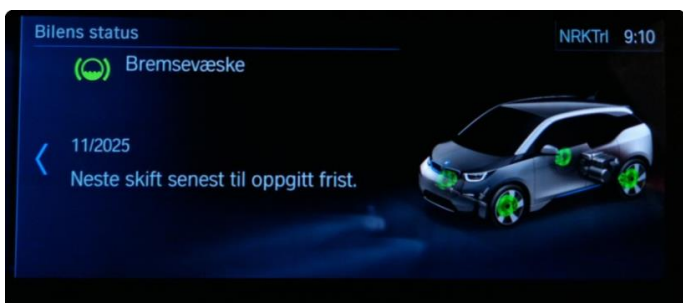 Bilens status
NRKTrl 9:10
Bremsevæske
11/2025
Neste skift senest til oppgitt frist.